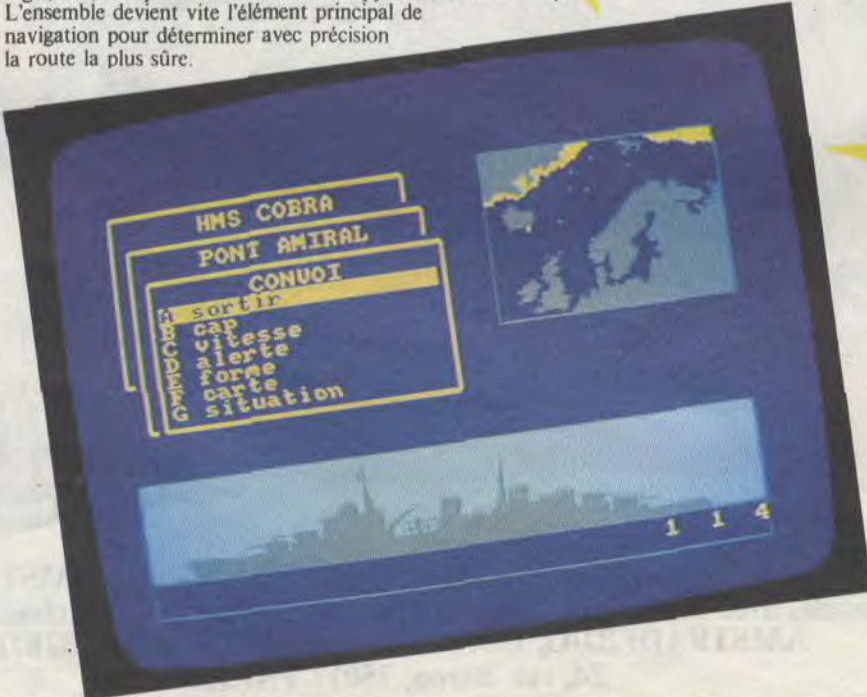 L'ensemble devient vite l'élément principal de
navigation pour déterminer avec précision
la route la plus sûre.
HMS COBRA
PONT AMIRAL
CONVOI
A sortir
B cap
C vitesse
D alerte
E forme
F carte
G situation
1 1 4